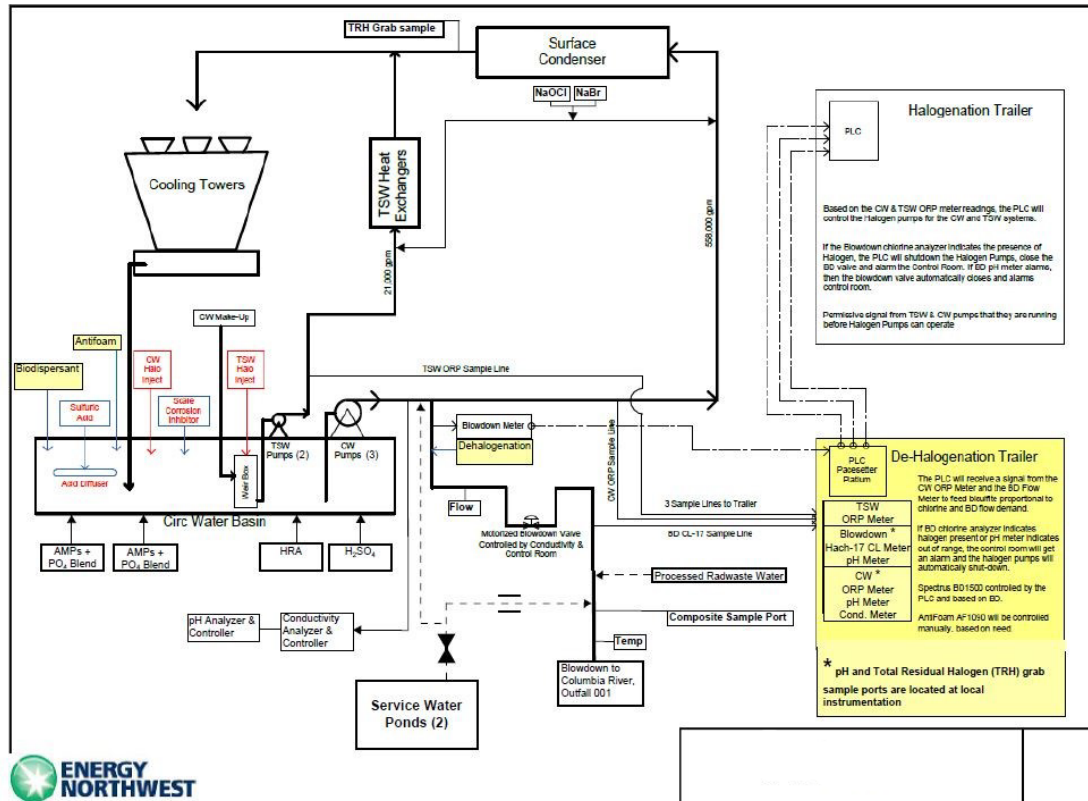 TRH Grab sample
Surface
Condenser
NaOCl
NaBr
Cooling Towers
TSW Heat
Exchangers
21,000 gpm
558,000 gpm
CW Make-Up
Antifoam
Biodispersant
Sulfuric
Acid
CW
Halo
Inject
Scale
Corrosion
Inhibitor
TSW
Halo
Inject
Acid Diffuser
Weir Box
TSW
Pumps (2)
CW
Pumps (3)
Circ Water Basin
AMPs +
PO4 Blend
AMPs +
PO4 Blend
HRA
H2SO4
TSW ORP Sample Line
Blowdown Meter
Dehalogenation
CW ORP Sample Line
Flow
Motorized Blowdown Valve
Controlled by Conductivity &
Control Room
3 Sample Lines to Trailer
BD CL-17 Sample Line
Processed Radwaste Water
Composite Sample Port
Temp
Blowdown to
Columbia River,
Outfall 001
pH Analyzer &
Controller
Conductivity
Analyzer &
Controller
Service Water
Ponds (2)
Halogenation Trailer
PLC
Based on the CW & TSW ORP meter readings, the PLC will
control the Halogen pumps for the CW and TSW systems.
If the Blowdown chlorine analyzer indicates the presence of
Halogen, the PLC will shutdown the Halogen Pumps, close the
BD valve and alarm the Control Room. If BD pH meter alarms,
then the blowdown valve automatically closes and alarms
control room.
Permissive signal from TSW & CW pumps that they are running
before Halogen Pumps can operate
De-Halogenation Trailer
PLC
Pacesetter
Platium
TSW
ORP Meter
Blowdown *
Hach-17 CL Meter
pH Meter
CW *
ORP Meter
pH Meter
Cond. Meter
The PLC will receive a signal from the
CW ORP Meter and the BD Flow
Meter to feed bisulfite proportional to
chlorine and BD flow demand.
If BD chlorine analyzer indicates
halogen present or pH meter indicates
out of range, the control room will get
an alarm and the halogen pumps will
automatically shut-down.
Spectrus BD1500 controlled by the
PLC and based on BD.
AntiFoam AF1090 will be controlled
manually, based on need.
* pH and Total Residual Halogen (TRH) grab
sample ports are located at local
instrumentation
ENERGY
NORTHWEST